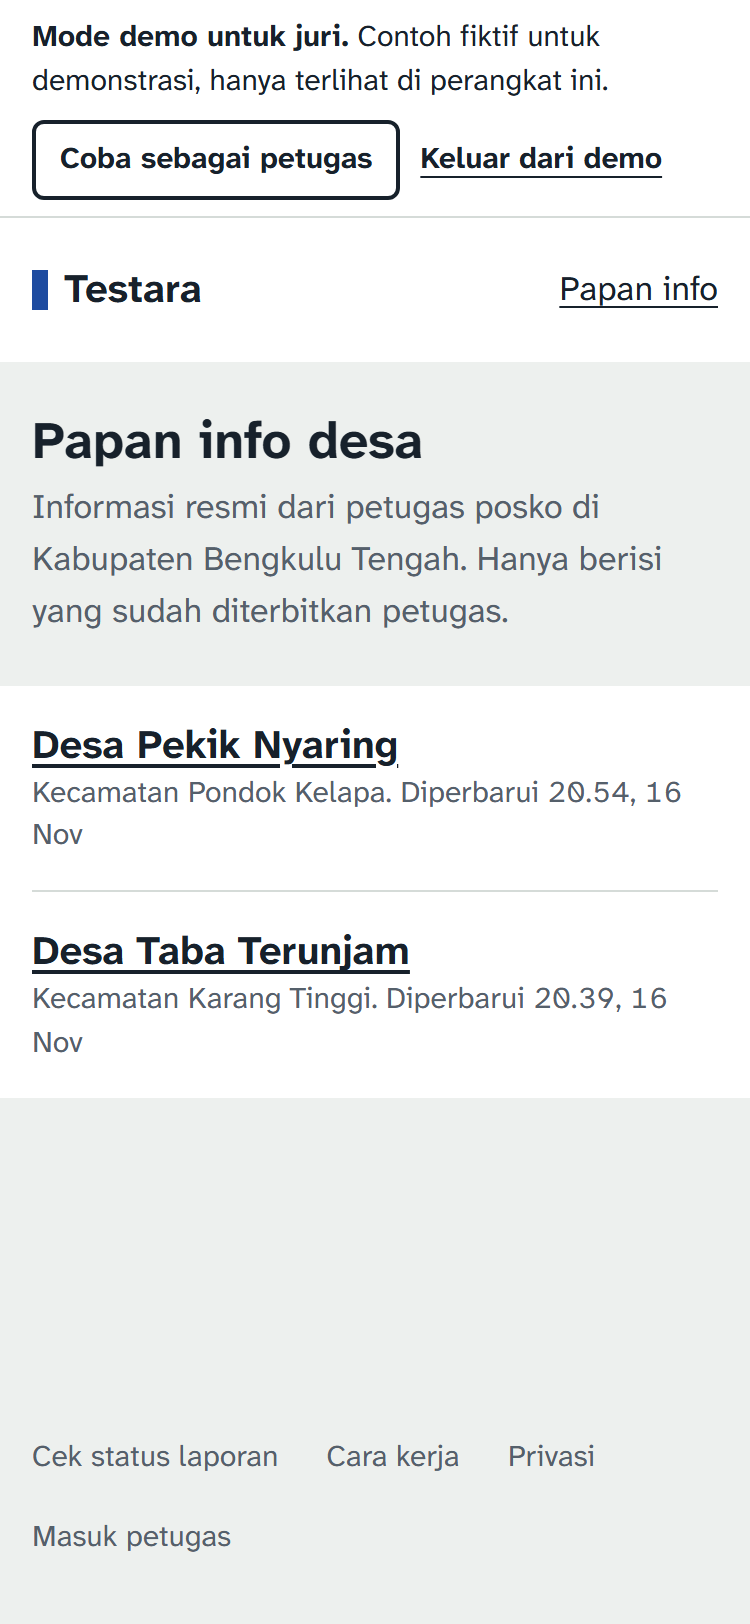 Mode demo untuk juri. Contoh fiktif untuk
demonstrasi, hanya terlihat di perangkat ini.
Coba sebagai petugas Keluar dari demo
Testara Papan info
Papan info desa
Informasi resmi dari petugas posko di
Kabupaten Bengkulu Tengah. Hanya berisi
yang sudah diterbitkan petugas.
Desa Pekik Nyaring
Kecamatan Pondok Kelapa. Diperbarui 20.54, 16
Nov
Desa Taba Terunjam
Kecamatan Karang Tinggi. Diperbarui 20.39, 16
Nov
Cek status laporan Cara kerja Privasi
Masuk petugas